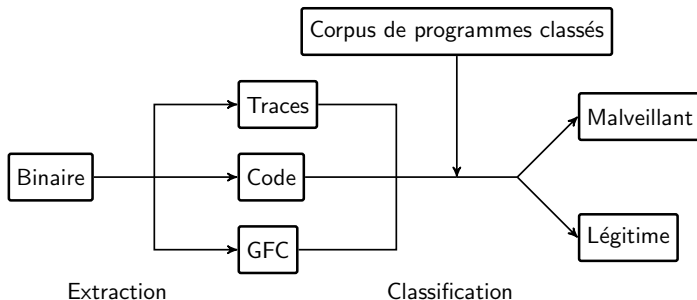 Corpus de programmes classés
Traces
Malveillant
Binaire
Code
GFC
Légitime
Extraction
Classification